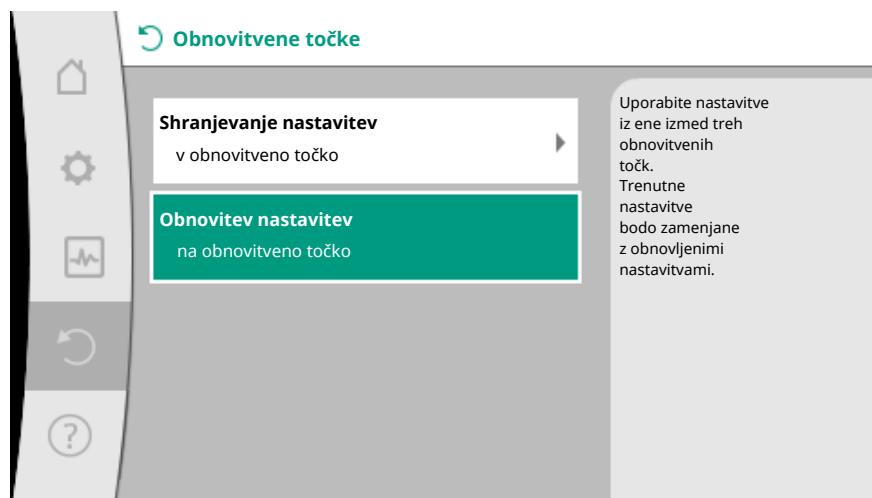 Obnovitvene točke
Shranjevanje nastavitev
v obnovitveno točko
Obnovitev nastavitev
na obnovitveno točko
Uporabite nastavitve
iz ene izmed treh
obnovitvenih
točk.
Trenutne
nastavitve
bodo zamenjane
z obnovljenimi
nastavitvami.
?